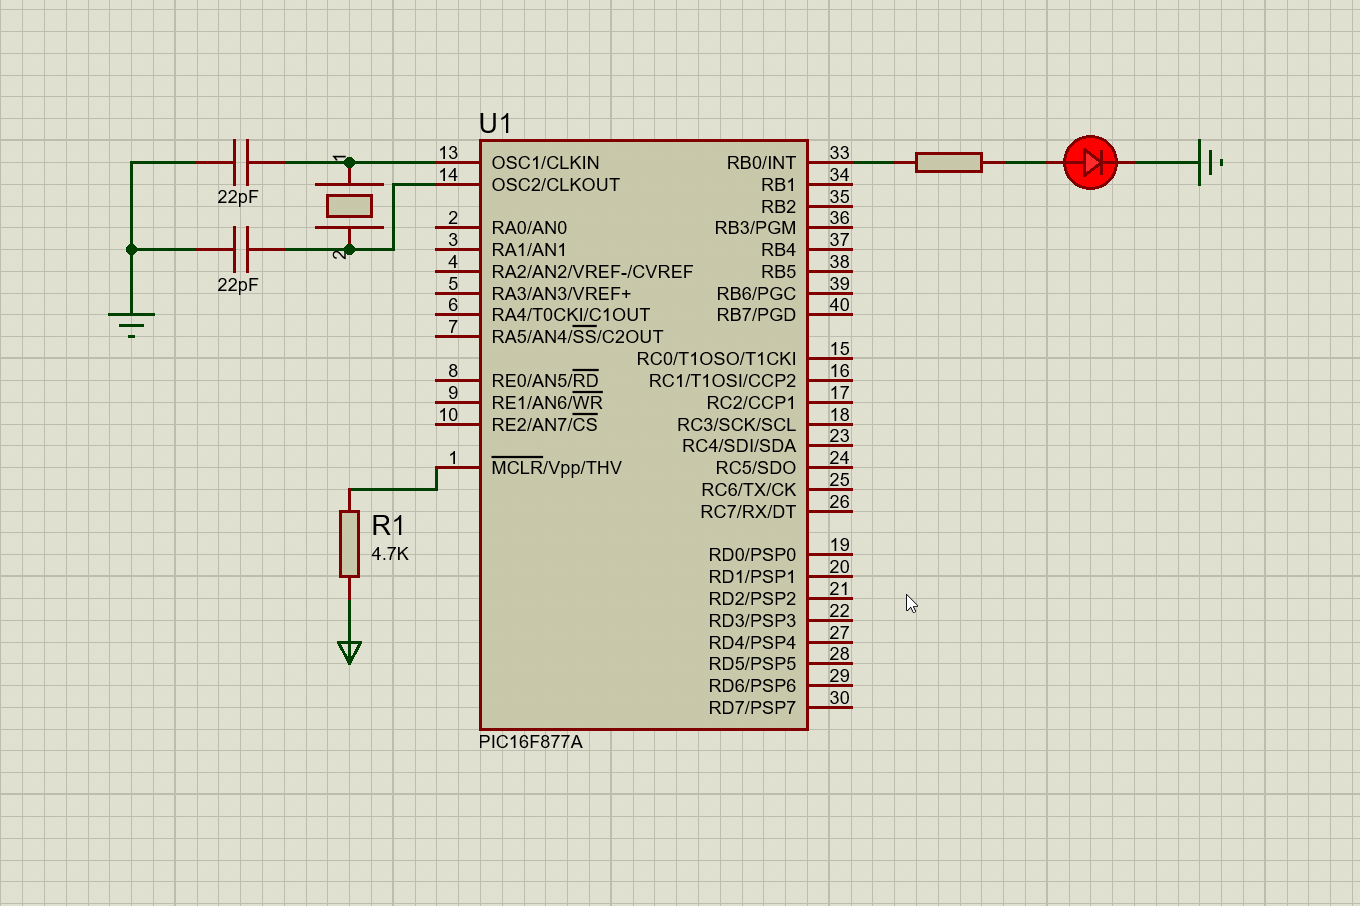 U1
1
22pF
2
22pF
13 OSC1/CLKIN
14 OSC2/CLKOUT
2 RA0/AN0
3 RA1/AN1
4 RA2/AN2/VREF-/CVREF
5 RA3/AN3/VREF+
6 RA4/T0CKI/C1OUT
7 RA5/AN4/SS/C2OUT
8 RE0/AN5/RD
9 RE1/AN6/WR
10 RE2/AN7/CS
1 MCLR/Vpp/THV
R1
4.7K
RB0/INT 33
RB1 34
RB2 35
RB3/PGM 36
RB4 37
RB5 38
RB6/PGC 39
RB7/PGD 40
RC0/T1OSO/T1CKI 15
RC1/T1OSI/CCP2 16
RC2/CCP1 17
RC3/SCK/SCL 18
RC4/SDI/SDA 23
RC5/SDO 24
RC6/TX/CK 25
RC7/RX/DT 26
RD0/PSP0 19
RD1/PSP1 20
RD2/PSP2 21
RD3/PSP3 22
RD4/PSP4 27
RD5/PSP5 28
RD6/PSP6 29
RD7/PSP7 30
PIC16F877A